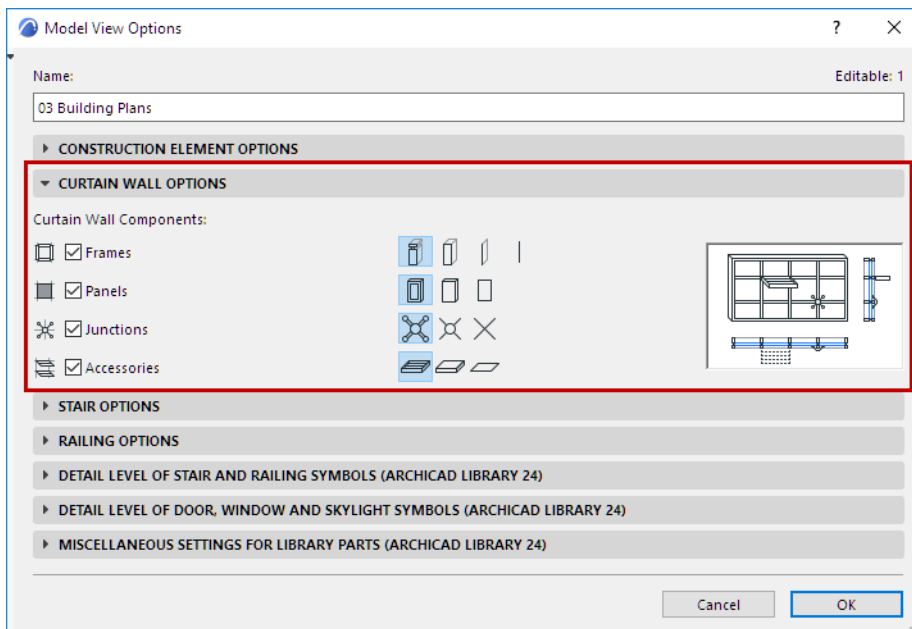 Model View Options
?
Name:
Editable: 1
03 Building Plans
CONSTRUCTION ELEMENT OPTIONS
CURTAIN WALL OPTIONS
Curtain Wall Components:
Frames
Panels
Junctions
Accessories
STAIR OPTIONS
RAILING OPTIONS
DETAIL LEVEL OF STAIR AND RAILING SYMBOLS (ARCHICAD LIBRARY 24)
DETAIL LEVEL OF DOOR, WINDOW AND SKYLIGHT SYMBOLS (ARCHICAD LIBRARY 24)
MISCELLANEOUS SETTINGS FOR LIBRARY PARTS (ARCHICAD LIBRARY 24)
Cancel
OK